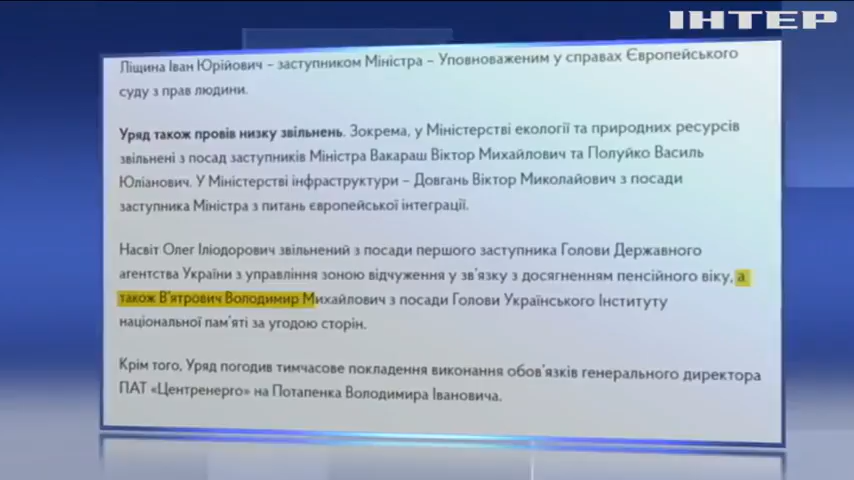 ІНТЕР
Ліщина Іван Юрійович – заступником Міністра – Уповноваженим у справах Європейського
суду з прав людини.
Уряд також провів низку звільнень. Зокрема, у Міністерстві екології та природних ресурсів
звільнені з посад заступників Міністра Вакараш Віктор Михайлович та Полуйко Василь
Юліанович. У Міністерстві інфраструктури – Довгань Віктор Миколайович з посади
заступника Міністра з питань європейської інтеграції.
Насвіт Олег Іліодорович звільнений з посади першого заступника Голови Державного
агентства України з управління зоною відчуження у зв'язку з досягненням пенсійного віку, а
також В'ятрович Володимир Михайлович з посади Голови Українського Інституту
національної пам'яті за угодою сторін.
Крім того, Уряд погодив тимчасове покладення виконання обов'язків генерального директора
ПАТ «Центренерго» на Потапенка Володимира Івановича.